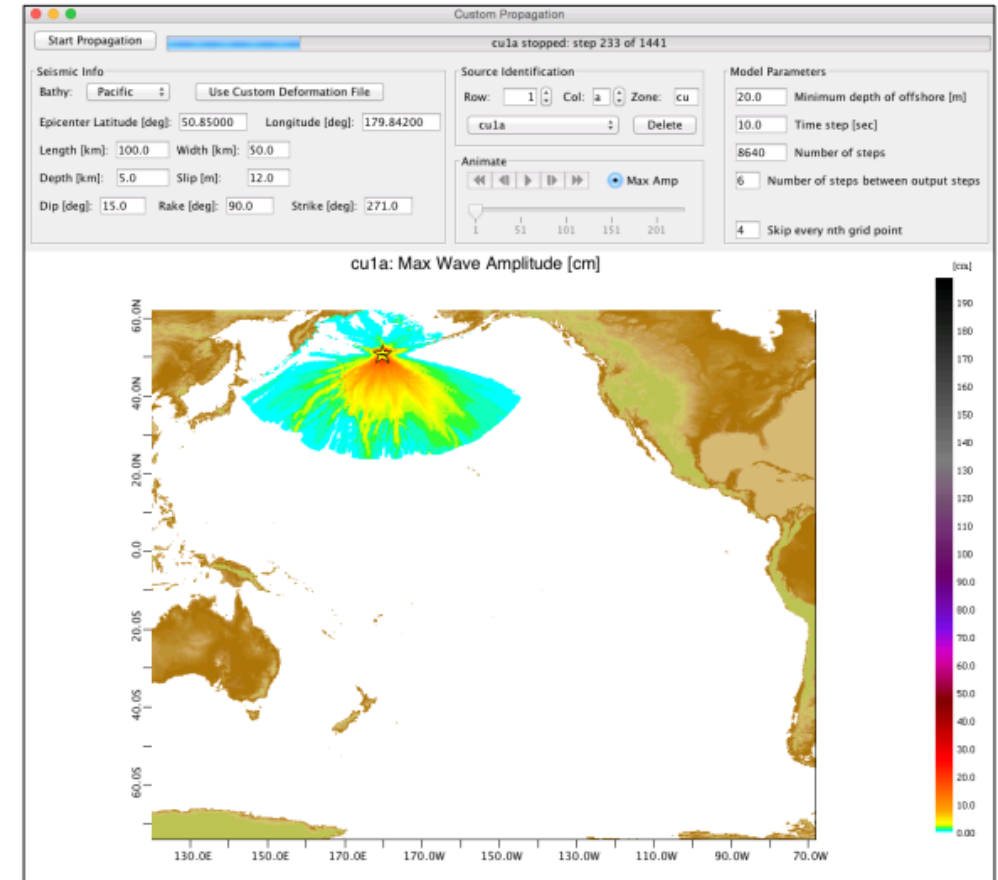 Custom Propagation
Start Propagation
cu1a stopped: step 233 of 1441
Seismic Info
Bathy: Pacific Use Custom Deformation File
Epicenter Latitude [deg]: 50.85000 Longitude [deg]: 179.84200
Length [km]: 100.0 Width [km]: 50.0
Depth [km]: 5.0 Slip [m]: 12.0
Dip [deg]: 15.0 Rake [deg]: 90.0 Strike [deg]: 271.0
Source Identification
Row: 1 Col: a Zone: cu
cu1a Delete
Animate
Max Amp
1 51 101 151 201
Model Parameters
20.0 Minimum depth of offshore [m]
10.0 Time step [sec]
8640 Number of steps
6 Number of steps between output steps
4 Skip every nth grid point
cu1a: Max Wave Amplitude [cm]
[cm]
60.0N
40.0N
20.0N
0.0
20.0S
40.0S
60.0S
130.0E 150.0E 170.0E 170.0W 150.0W 130.0W 110.0W 90.0W 70.0W
190
180
170
160
150
140
130
120
110
100
90.0
80.0
70.0
60.0
50.0
40.0
30.0
20.0
10.0
0.00